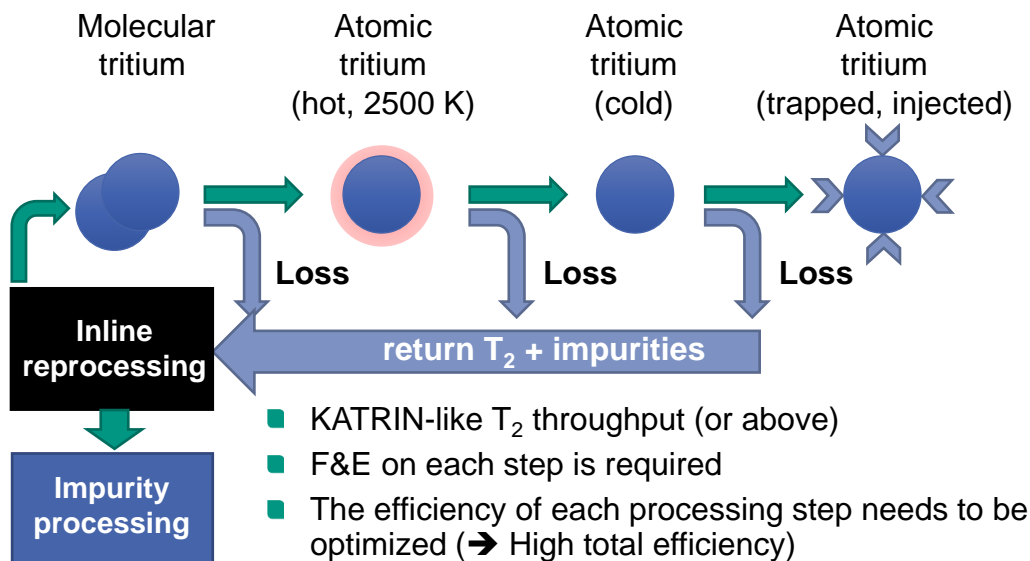 Molecular
tritium
Atomic
tritium
(hot, 2500 K)
Atomic
tritium
(cold)
Atomic
tritium
(trapped, injected)
Loss
Loss
Loss
Inline
reprocessing
return T₂ + impurities
Impurity
processing
KATRIN-like T₂ throughput (or above)
F&E on each step is required
The efficiency of each processing step needs to be
optimized (➔ High total efficiency)